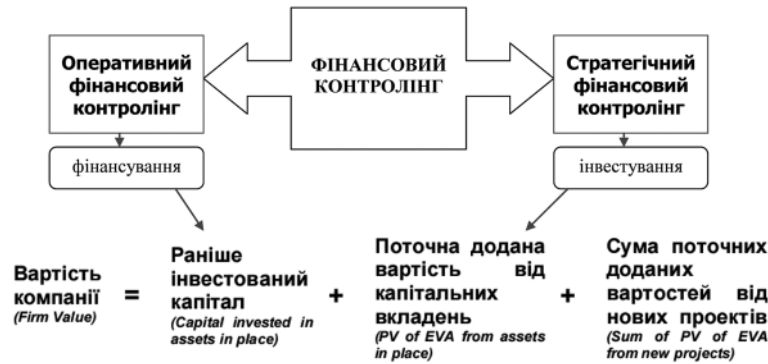 Оперативний
фінансовий
контролінг
ФІНАНСОВИЙ
КОНТРОЛІНГ
Стратегічний
фінансовий
контролінг
фінансування
інвестування
Вартість
компанії
(Firm Value)
=
Раніше
інвестований
капітал
(Capital invested in
assets in place)
+
Поточна додана
вартість від
капітальних
вкладень
(PV of EVA from assets
in place)
+
Сума поточних
доданих
вартостей від
нових проектів
(Sum of PV of EVA
from new projects)